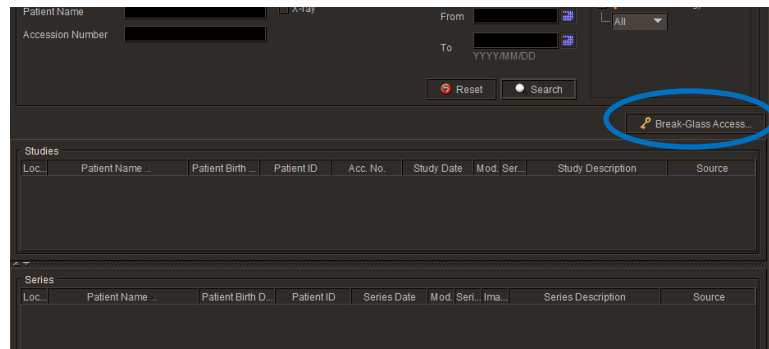 Patient Name
X-ray
From
All
Accession Number
To
YYYY/MM/DD
Reset
Search
Break-Glass Access...
Studies
Loc... Patient Name Patient Birth ... Patient ID Acc. No. Study Date Mod. Ser... Study Description Source
Series
Loc... Patient Name Patient Birth D... Patient ID Series Date Mod. Seri... Ima... Series Description Source